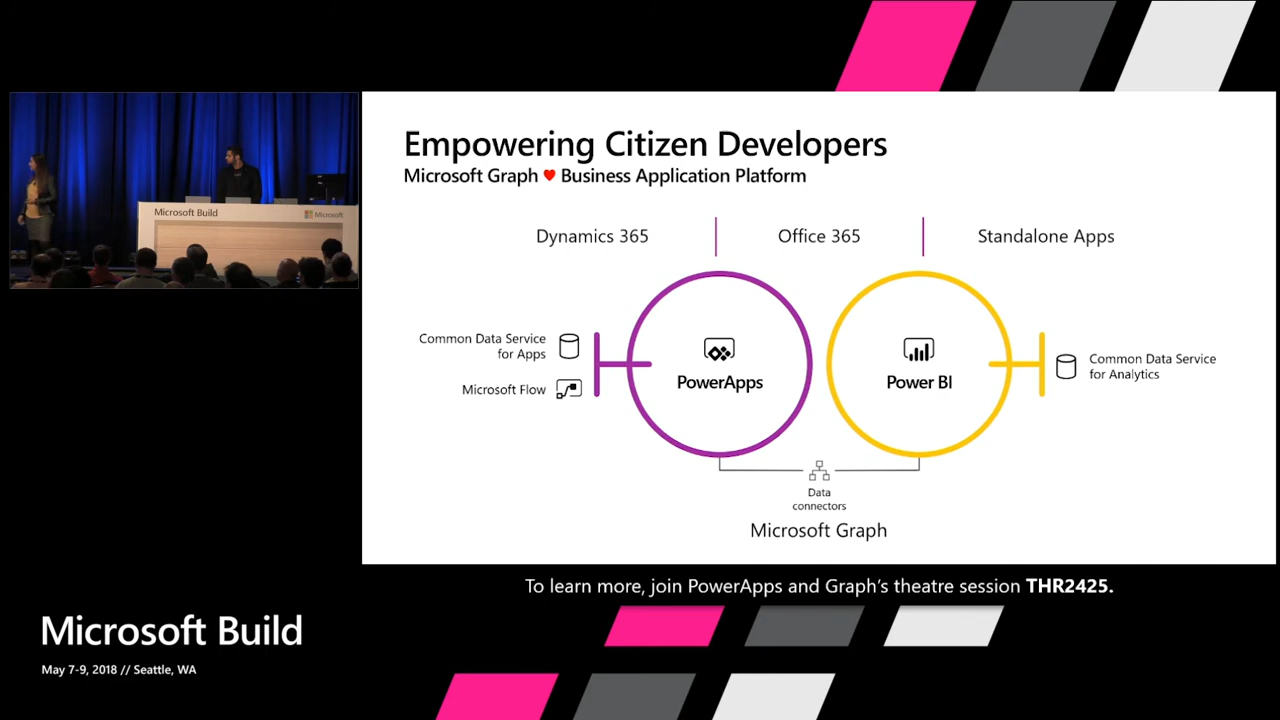 Empowering Citizen Developers
Microsoft Graph ♥ Business Application Platform
Dynamics 365
Office 365
Standalone Apps
Common Data Service
for Apps
Microsoft Flow
PowerApps
Power BI
Common Data Service
for Analytics
Data
connectors
Microsoft Graph
To learn more, join PowerApps and Graph's theatre session THR2425.
Microsoft Build
Microsoft
Microsoft Build
May 7-9, 2018 // Seattle, WA